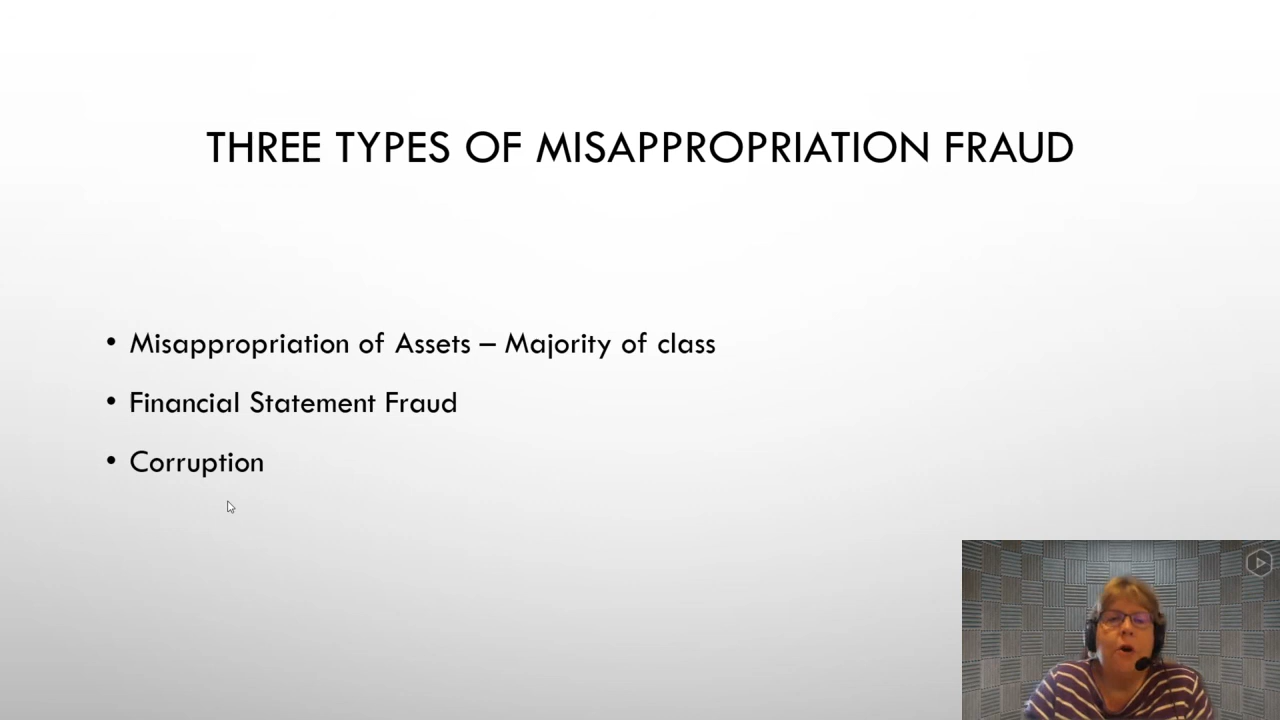 THREE TYPES OF MISAPPROPRIATION FRAUD
• Misappropriation of Assets – Majority of class
• Financial Statement Fraud
• Corruption